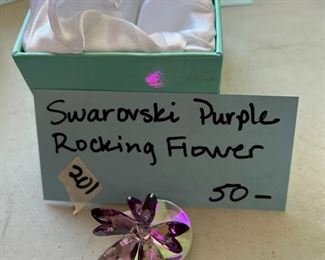 Swarovski Purple
Rocking Flower
201
50-